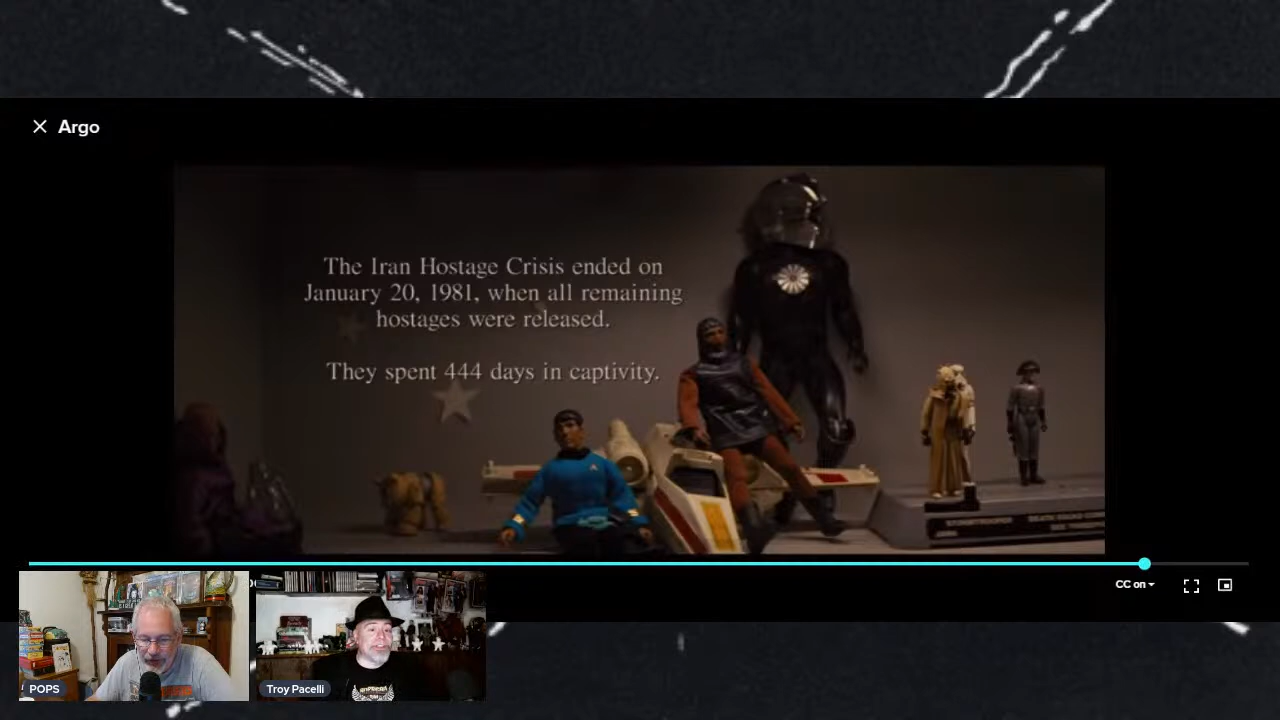 Argo
The Iran Hostage Crisis ended on
January 20, 1981, when all remaining
hostages were released.
They spent 444 days in captivity.
CC on
POPS
Troy Pacelli